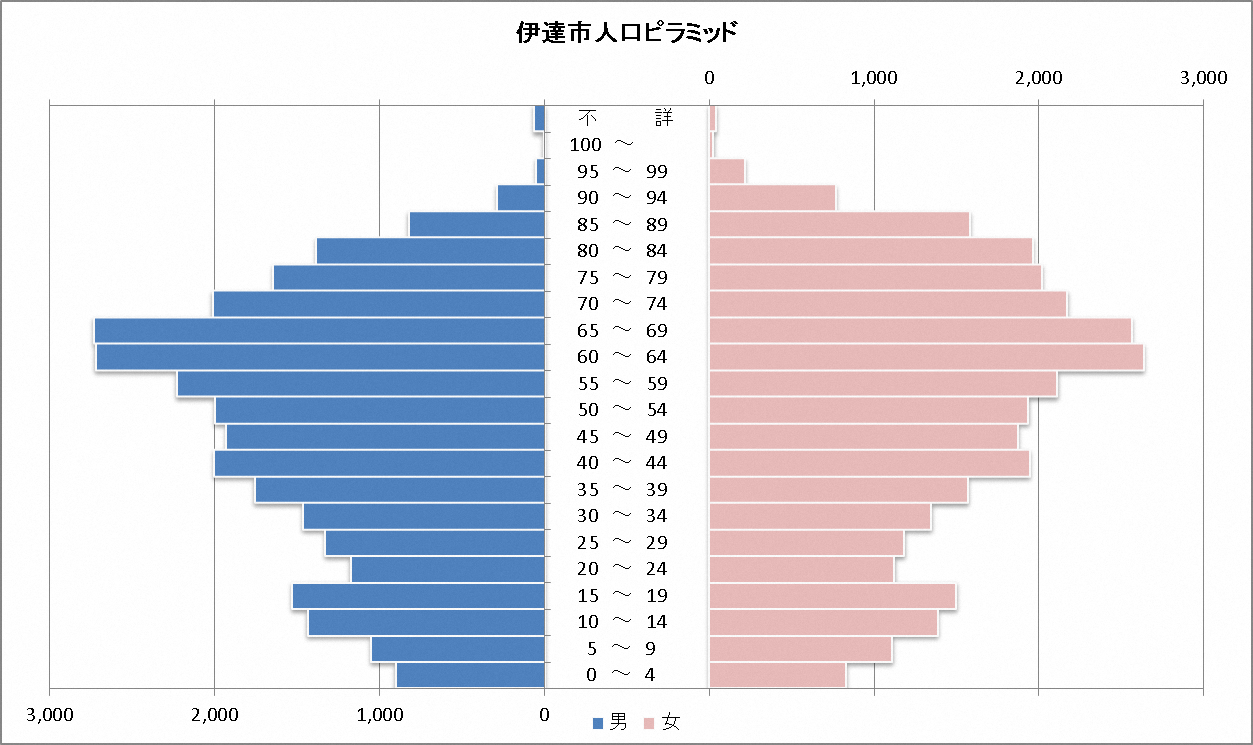 伊達市人口ピラミッド
0 1,000 2,000 3,000
不 詳
100 ～
95 ～ 99
90 ～ 94
85 ～ 89
80 ～ 84
75 ～ 79
70 ～ 74
65 ～ 69
60 ～ 64
55 ～ 59
50 ～ 54
45 ～ 49
40 ～ 44
35 ～ 39
30 ～ 34
25 ～ 29
20 ～ 24
15 ～ 19
10 ～ 14
5 ～ 9
0 ～ 4
3,000 2,000 1,000 0
男 女